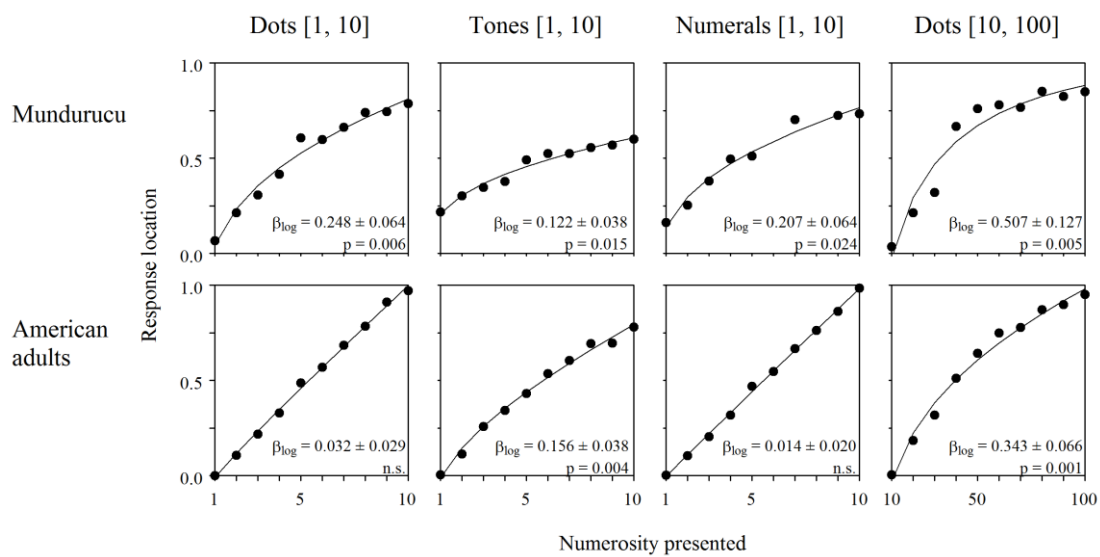 Dots [1, 10] Tones [1, 10] Numerals [1, 10] Dots [10, 100]
Mundurucu
1.0
0.5
0.0
βlog = 0.248 ± 0.064
p = 0.006
βlog = 0.122 ± 0.038
p = 0.015
βlog = 0.207 ± 0.064
p = 0.024
βlog = 0.507 ± 0.127
p = 0.005
Response location
American
adults
1.0
0.5
0.0
βlog = 0.032 ± 0.029
n.s.
βlog = 0.156 ± 0.038
p = 0.004
βlog = 0.014 ± 0.020
n.s.
βlog = 0.343 ± 0.066
p = 0.001
1 5 10 1 5 10 1 5 10 10 50 100
Numerosity presented